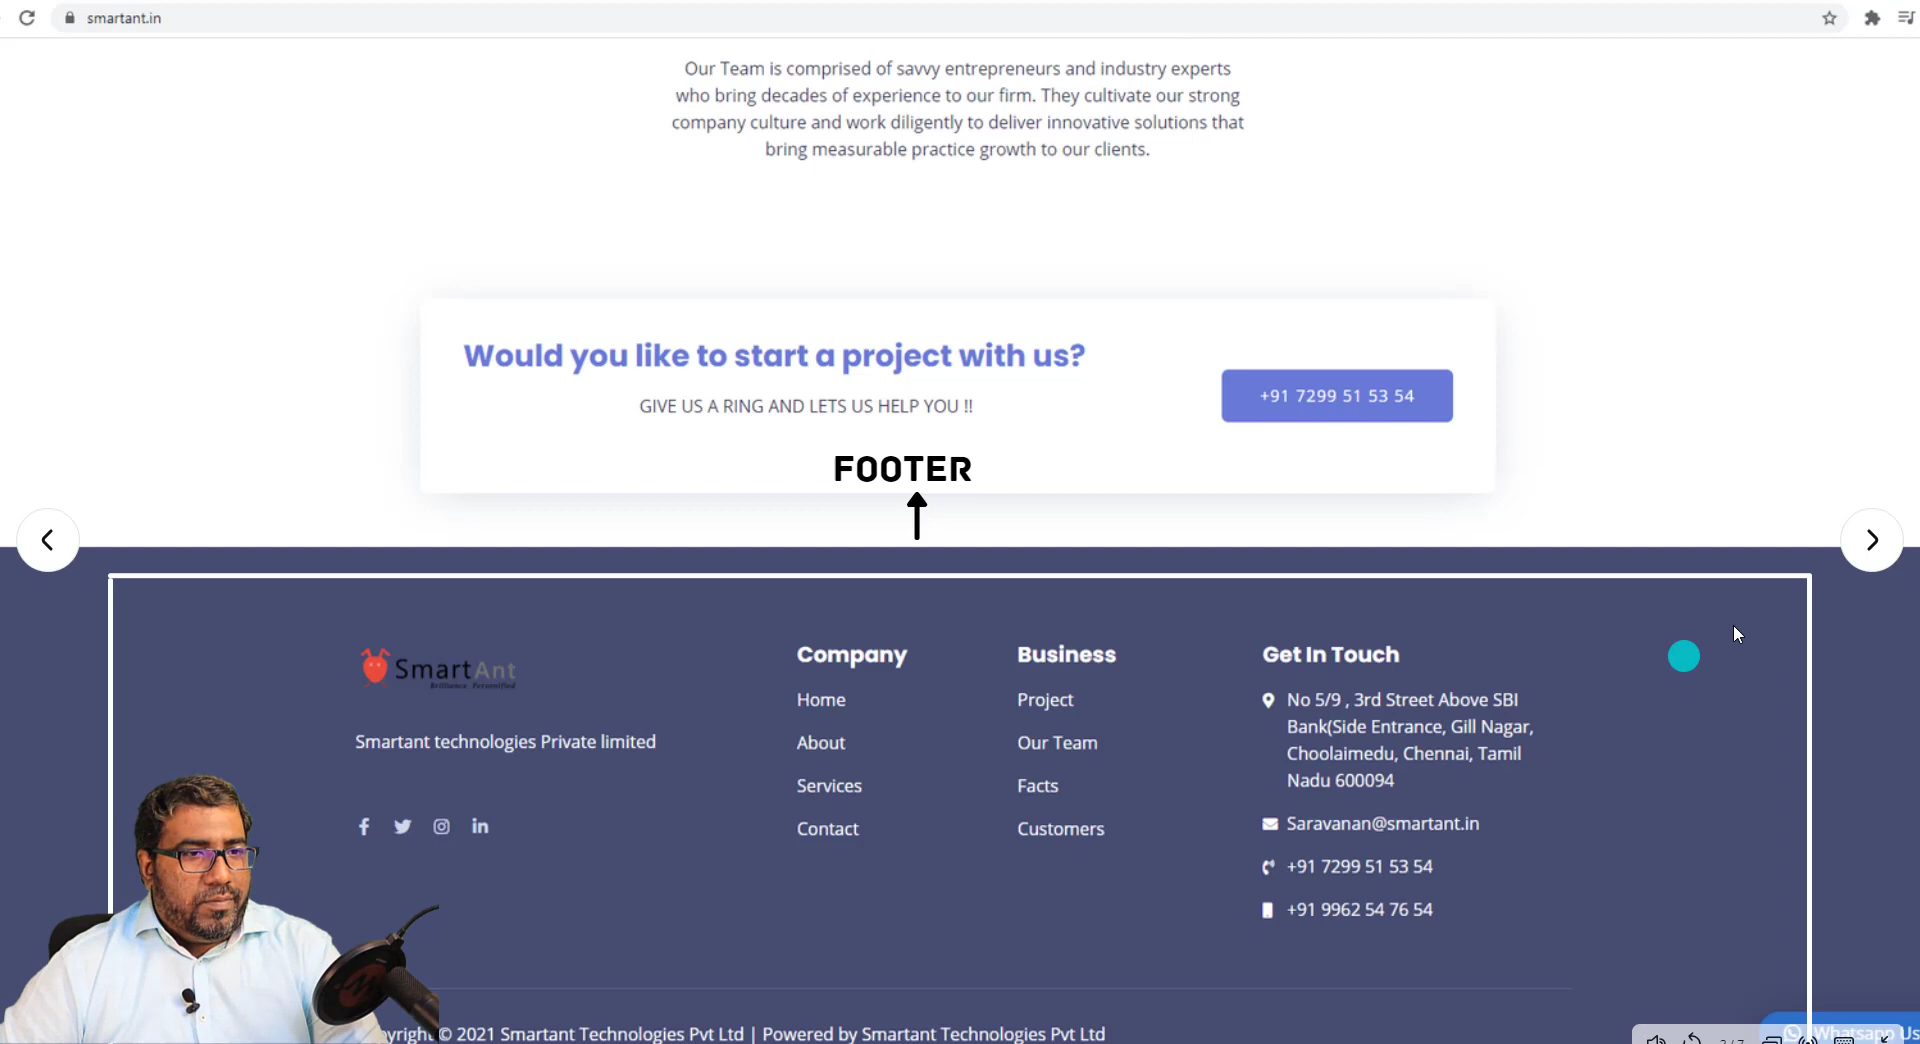 smartant.in
Our Team is comprised of savvy entrepreneurs and industry experts
who bring decades of experience to our firm. They cultivate our strong
company culture and work diligently to deliver innovative solutions that
bring measurable practice growth to our clients.
Would you like to start a project with us?
GIVE US A RING AND LETS US HELP YOU !!
+91 7299 51 53 54
FOOTER
SmartAnt
Brilliance Personified
Smartant technologies Private limited
Company
Home
About
Services
Contact
Business
Project
Our Team
Facts
Customers
Get In Touch
No 5/9 , 3rd Street Above SBI
Bank(Side Entrance, Gill Nagar,
Choolaimedu, Chennai, Tamil
Nadu 600094
Saravanan@smartant.in
+91 7299 51 53 54
+91 9962 54 76 54
yright © 2021 Smartant Technologies Pvt Ltd | Powered by Smartant Technologies Pvt Ltd
Whatsapp Us